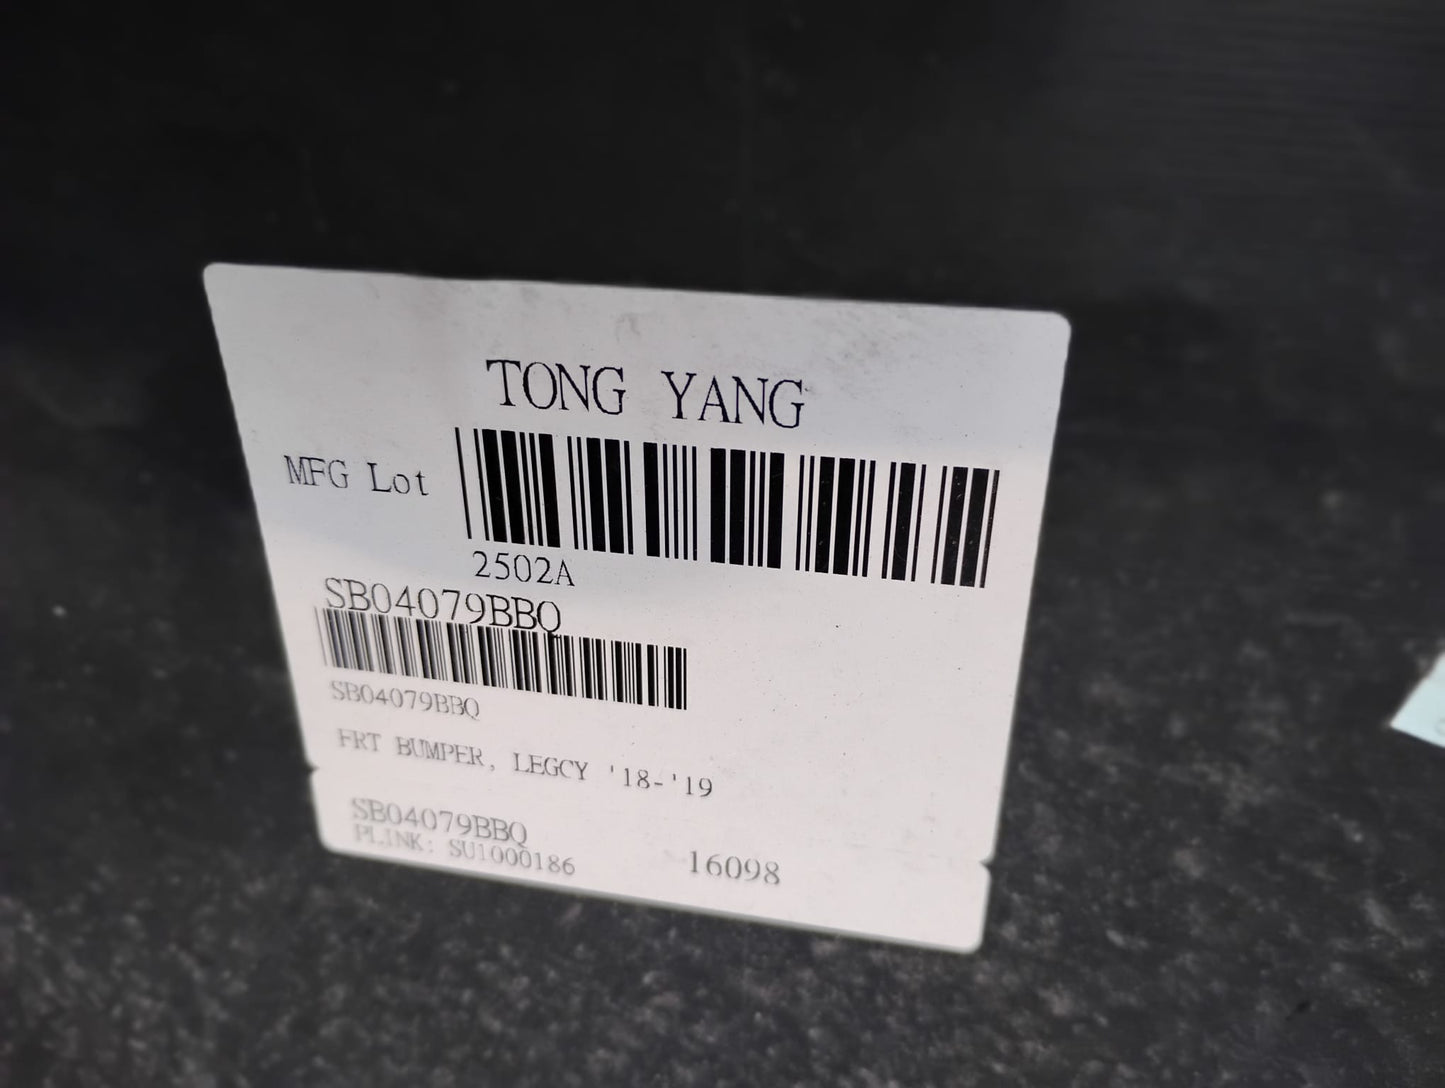 TONG YANG
MFG Lot
2502A
SB04079BBQ
SB04079BBQ
FRT BUMPER, LEGCY '18-'19
SB04079BBQ
PLINK: SU1000186 16098